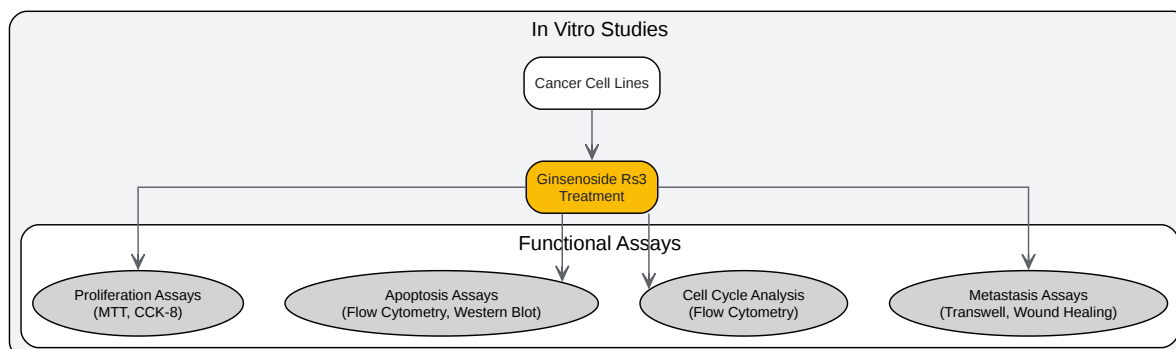 In Vitro Studies
Cancer Cell Lines
Ginsenoside Rs3
Treatment
Functional Assays
Proliferation Assays
(MTT, CCK-8)
Apoptosis Assays
(Flow Cytometry, Western Blot)
Cell Cycle Analysis
(Flow Cytometry)
Metastasis Assays
(Transwell, Wound Healing)